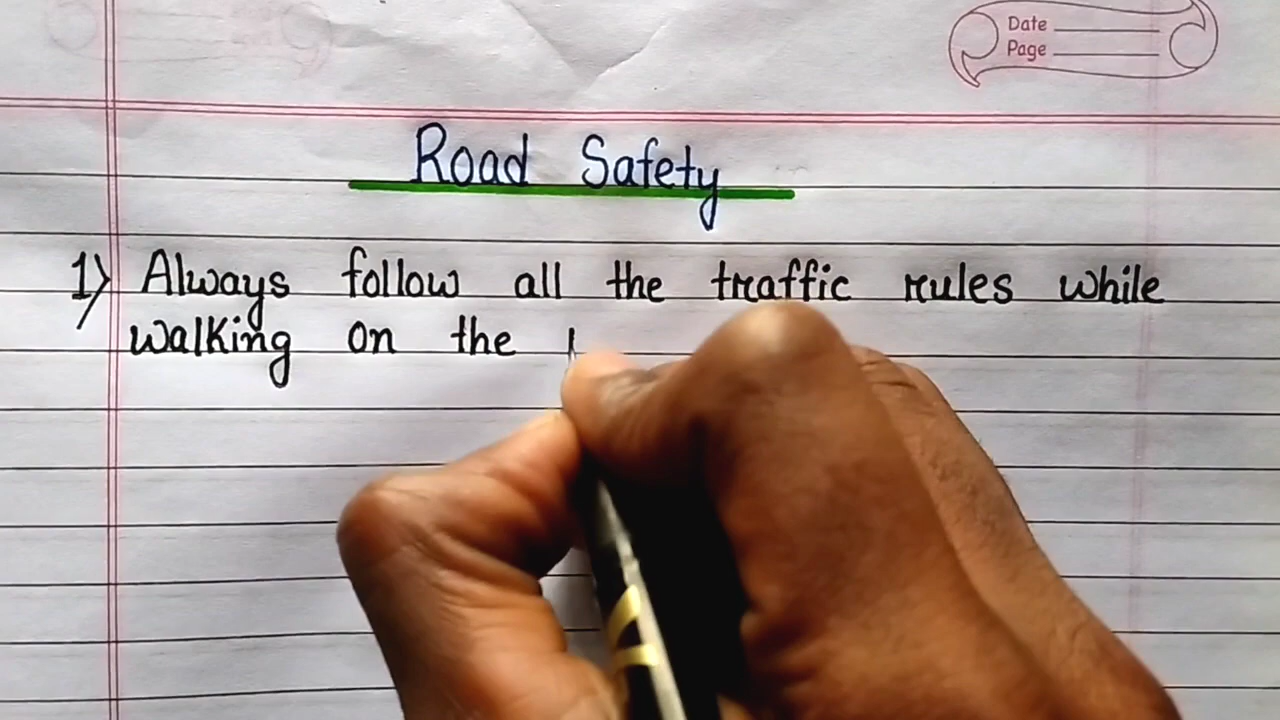 Date
Page
Road Safety
1) Always follow all the traffic rules while
walking on the